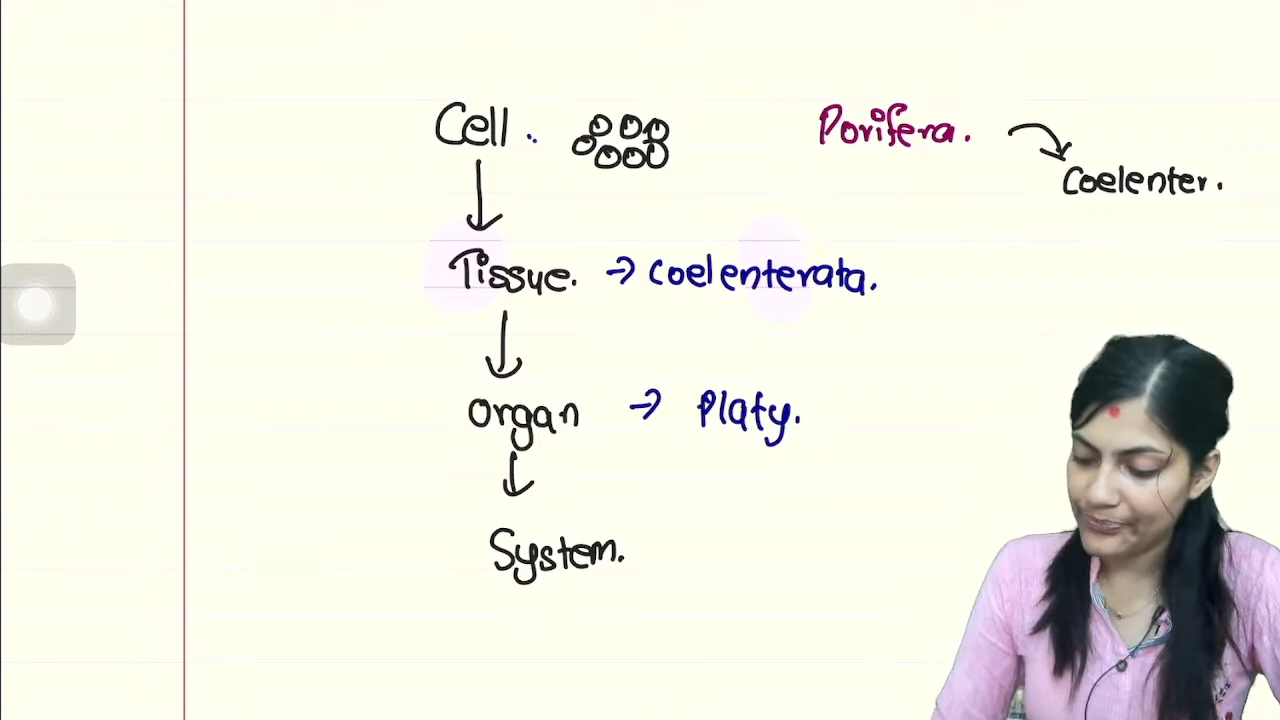 Cell . Porifera.
Coelenter.
Tissue. → Coelenterata.
Organ → Platy.
System.